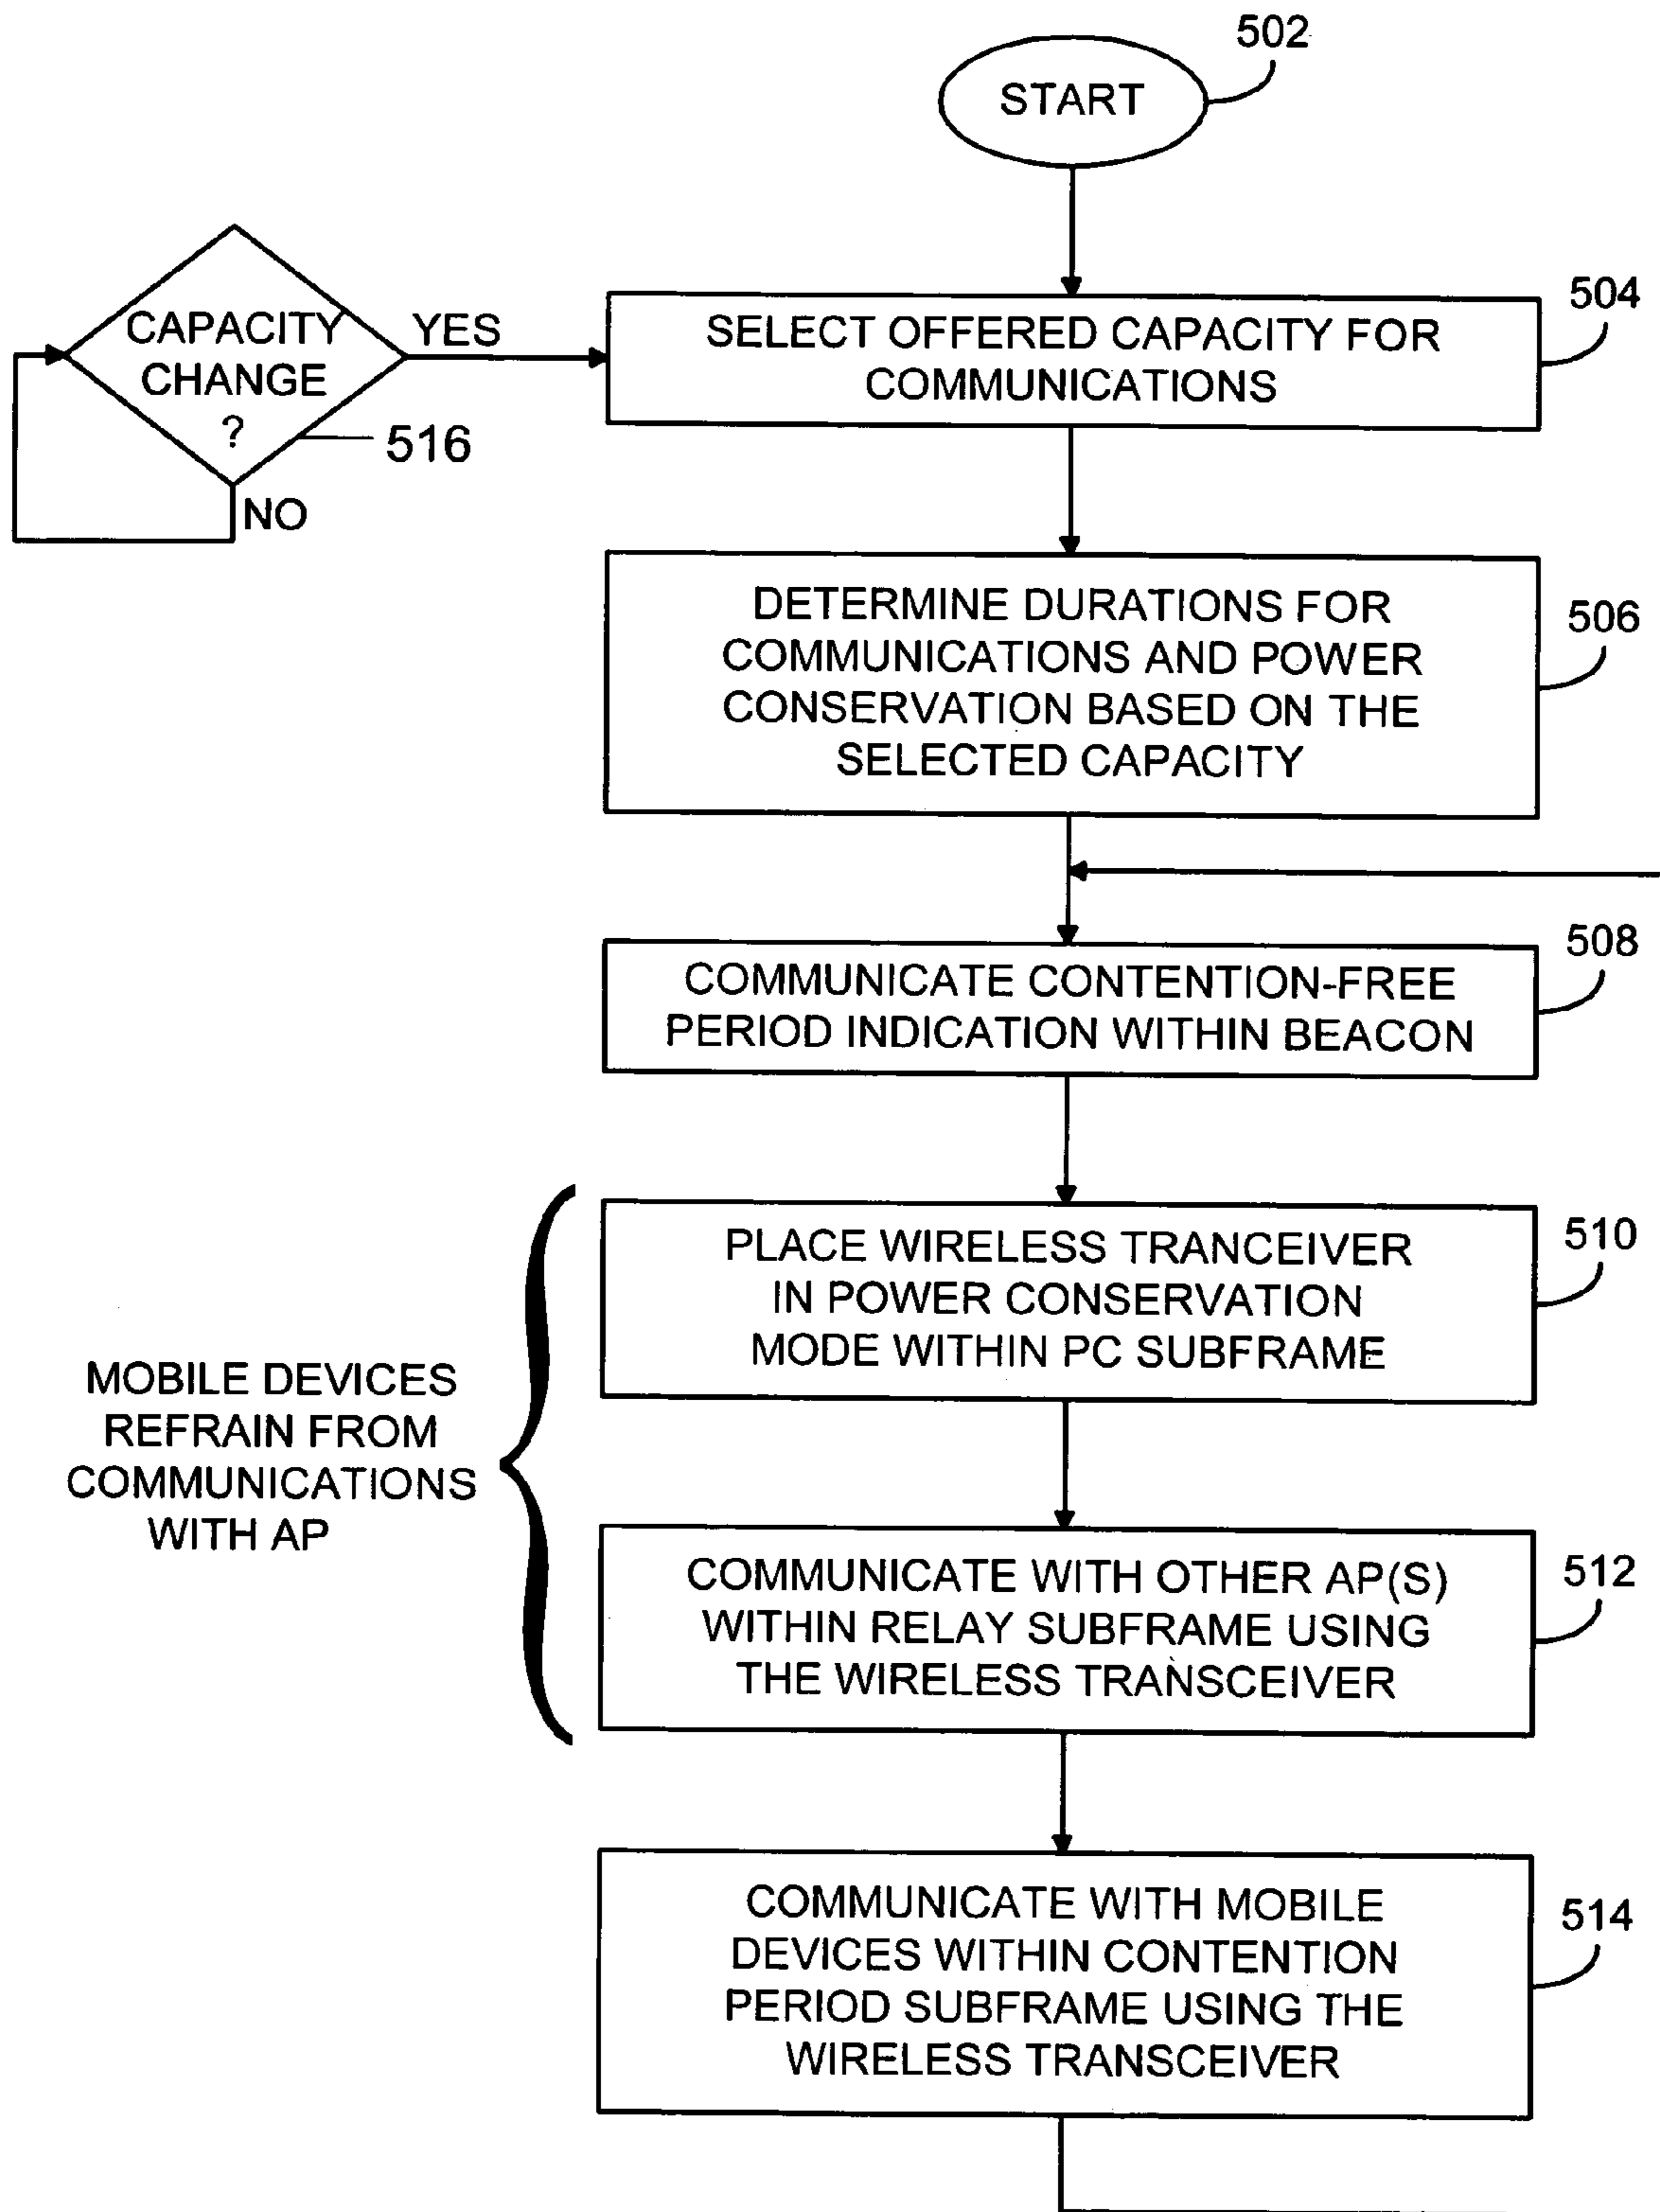 502
START
CAPACITY
CHANGE
?
YES
516
NO
504
SELECT OFFERED CAPACITY FOR
COMMUNICATIONS
506
DETERMINE DURATIONS FOR
COMMUNICATIONS AND POWER
CONSERVATION BASED ON THE
SELECTED CAPACITY
508
COMMUNICATE CONTENTION-FREE
PERIOD INDICATION WITHIN BEACON
510
PLACE WIRELESS TRANCEIVER
IN POWER CONSERVATION
MODE WITHIN PC SUBFRAME
MOBILE DEVICES
REFRAIN FROM
COMMUNICATIONS
WITH AP
512
COMMUNICATE WITH OTHER AP(S)
WITHIN RELAY SUBFRAME USING
THE WIRELESS TRANSCEIVER
514
COMMUNICATE WITH MOBILE
DEVICES WITHIN CONTENTION
PERIOD SUBFRAME USING THE
WIRELESS TRANSCEIVER